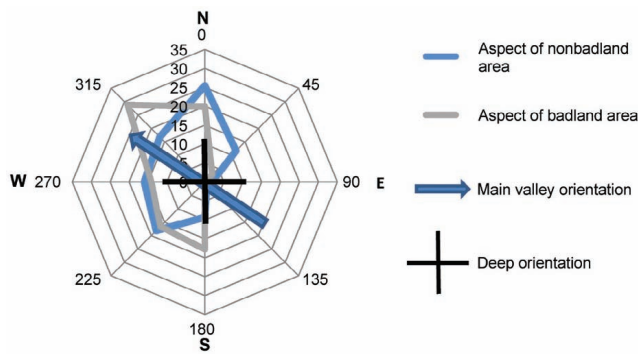 N
0
35
30
25
20
15
10
5
0
45
90
E
135
180
S
225
W
270
315
Aspect of nonbadland
area
Aspect of badland area
Main valley orientation
Deep orientation